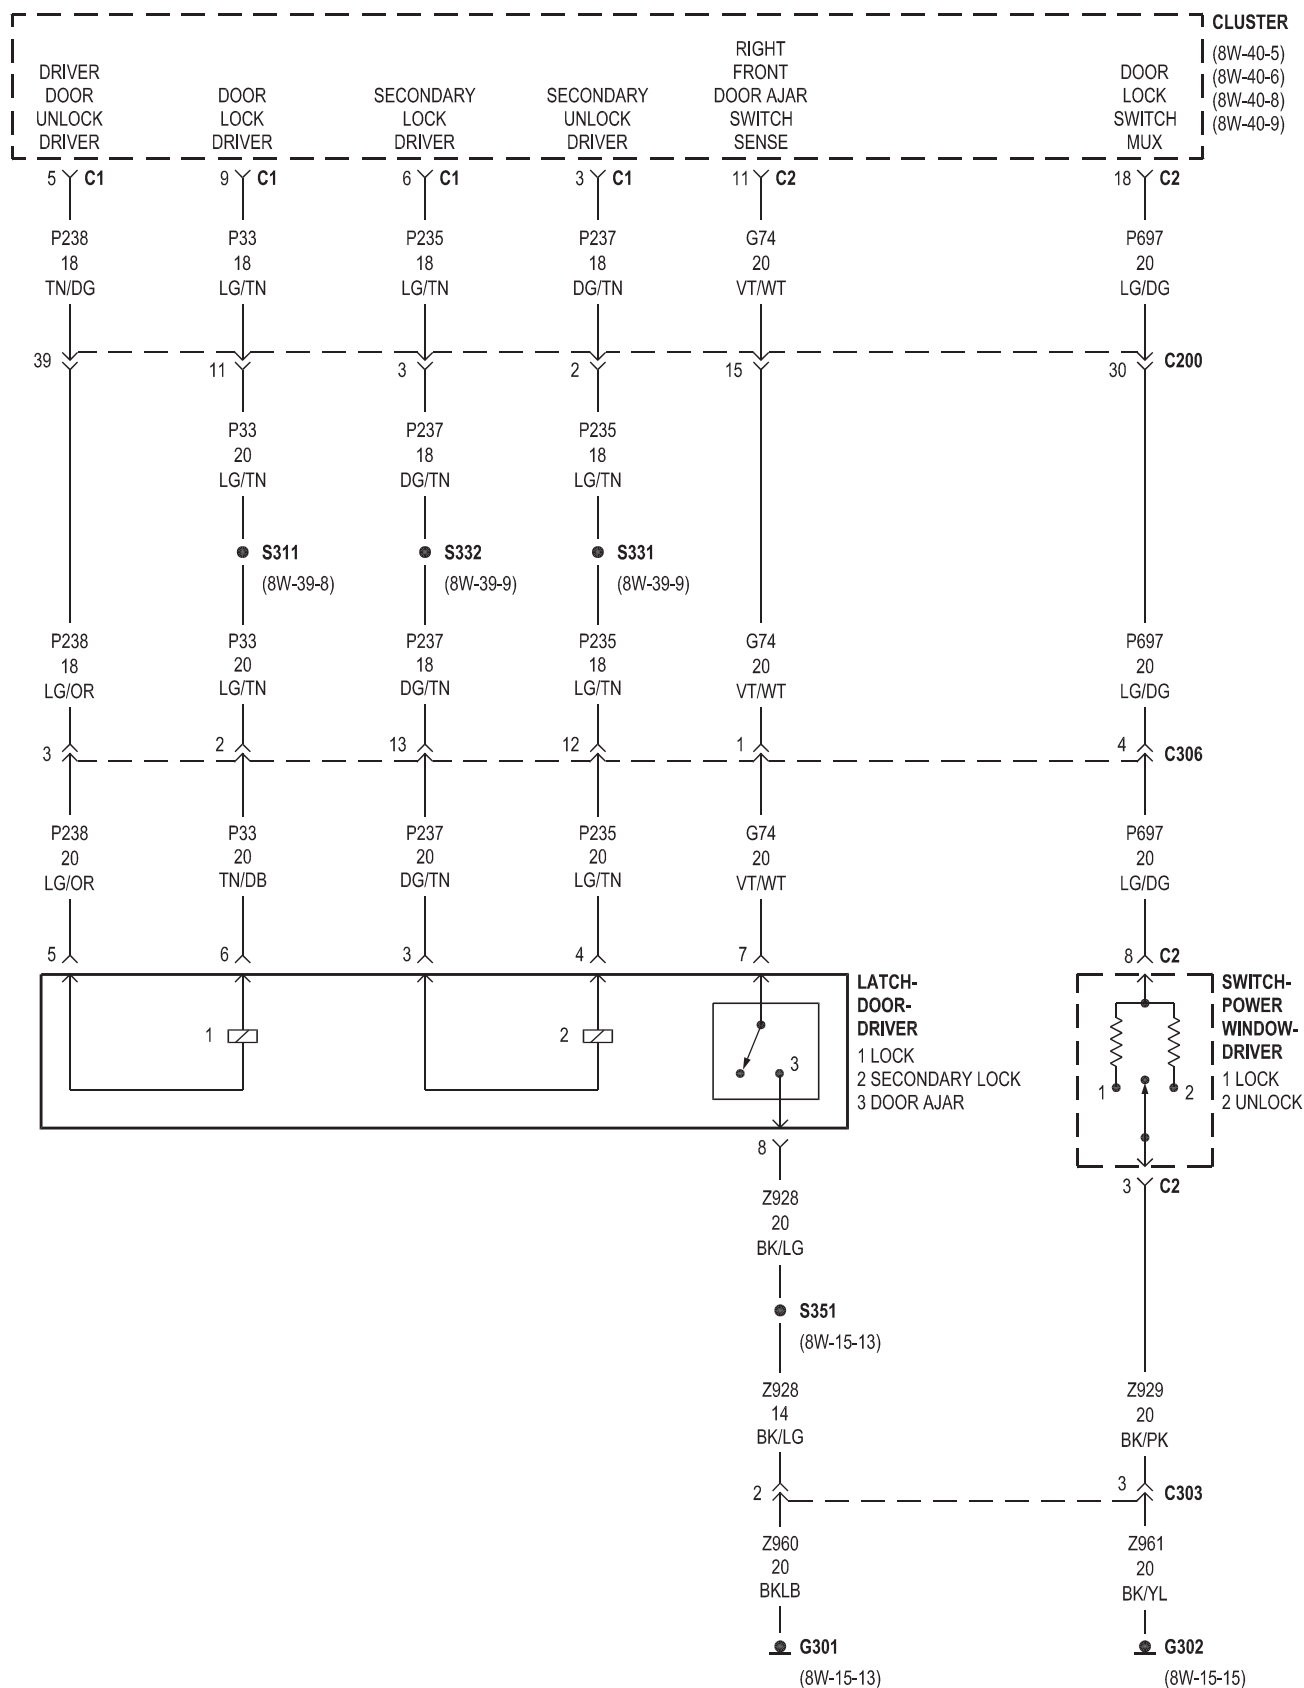 CLUSTER
(8W-40-5)
(8W-40-6)
(8W-40-8)
(8W-40-9)
DRIVER
DOOR
UNLOCK
DRIVER
DOOR
LOCK
DRIVER
SECONDARY
LOCK
DRIVER
SECONDARY
UNLOCK
DRIVER
RIGHT
FRONT
DOOR AJAR
SWITCH
SENSE
DOOR
LOCK
SWITCH
MUX
5 C1 9 C1 6 C1 3 C1 11 C2 18 C2
P238 P33 P235 P237 G74 P697
18 18 18 18 20 20
TN/DG LG/TN LG/TN DG/TN VT/WT LG/DG
39 11 3 2 15 30 C200
P33 P237 P235
20 18 18
LG/TN DG/TN LG/TN
S311 S332 S331
(8W-39-8) (8W-39-9) (8W-39-9)
P238 P33 P237 P235 G74 P697
18 20 18 18 20 20
LG/OR LG/TN DG/TN LG/TN VT/WT LG/DG
3 2 13 12 1 4 C306
P238 P33 P237 P235 G74 P697
20 20 20 20 20 20
LG/OR TN/DB DG/TN LG/TN VT/WT LG/DG
5 6 3 4 7 8 C2
1 2 3
LATCH-
DOOR-
DRIVER
1 LOCK
2 SECONDARY LOCK
3 DOOR AJAR
1 2
SWITCH-
POWER
WINDOW-
DRIVER
1 LOCK
2 UNLOCK
8 3 C2
Z928
20
BK/LG
S351
(8W-15-13)
Z928 Z929
14 20
BK/LG BK/PK
2 3 C303
Z960 Z961
20 20
BKLB BK/YL
G301 G302
(8W-15-13) (8W-15-15)